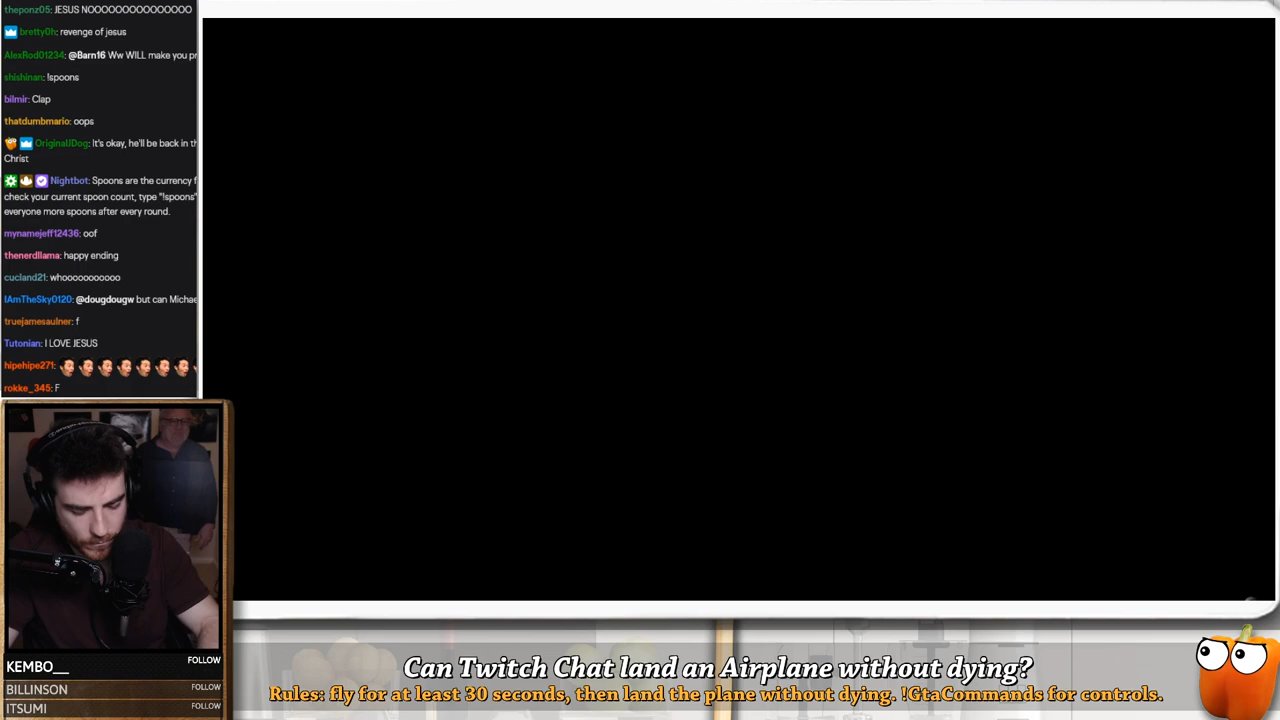 theponz05: JESUS NOOOOOOOOOOOOOOO
bretty0h: revenge of jesus
AlexRod01234: @Barn16 Ww WILL make you
shishinan: !spoons
bilmir: Clap
thatdumbmario: oops
OriginalJDog: It's okay, he'll be back in
Christ
Nightbot: Spoons are the currency
check your current spoon count, type "!spoons"
everyone more spoons after every round.
mynamejeff12436: oof
thenerdllama: happy ending
cucland21: whooooooooooo
IAmTheSky0120: @dougdougw but can
truejamesaulner: f
Tutonian: I LOVE JESUS
hipehipe271:
rokke_345: F
KEMBO__ FOLLOW
BILLINSON FOLLOW
ITSUMI FOLLOW
Can Twitch Chat land an Airplane without dying?
Rules: fly for at least 30 seconds, then land the plane without dying. !GtaCommands for controls.